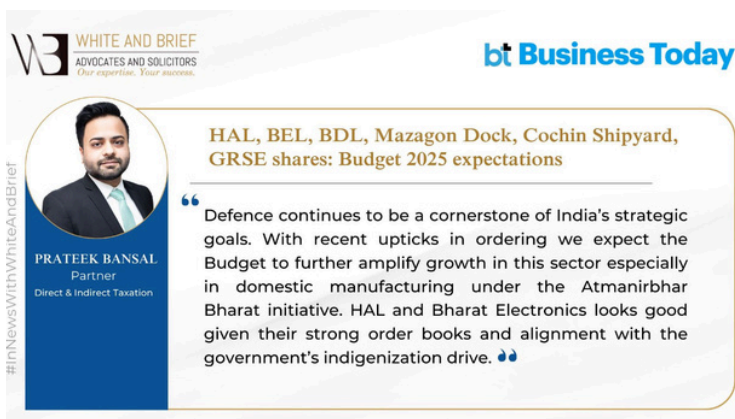 WHITE AND BRIEF
ADVOCATES AND SOLICITORS
Our expertise. Your success.
bt Business Today
#InNewsWithWhiteAndBrief
PRATEEK BANSAL
Partner
Direct & Indirect Taxation
HAL, BEL, BDL, Mazagon Dock, Cochin Shipyard,
GRSE shares: Budget 2025 expectations
“
Defence continues to be a cornerstone of India’s strategic
goals. With recent upticks in ordering we expect the
Budget to further amplify growth in this sector especially
in domestic manufacturing under the Atmanirbhar
Bharat initiative. HAL and Bharat Electronics looks good
given their strong order books and alignment with the
government’s indigenization drive. ”